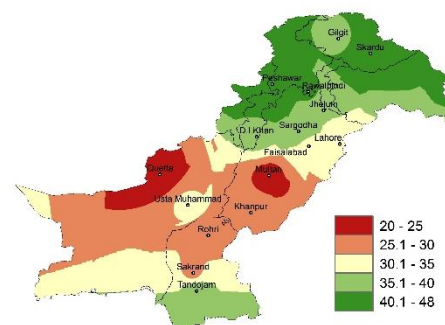 Gilgit
Skardu
Peshawar
Rawalpindi
Jhelum
D.I Khan
Sargodha
Lahore
Faisalabad
Quetta
Multan
Usta Muhammad
Khanpur
Rohri
Sakrand
Tandojam
20 - 25
25.1 - 30
30.1 - 35
35.1 - 40
40.1 - 48